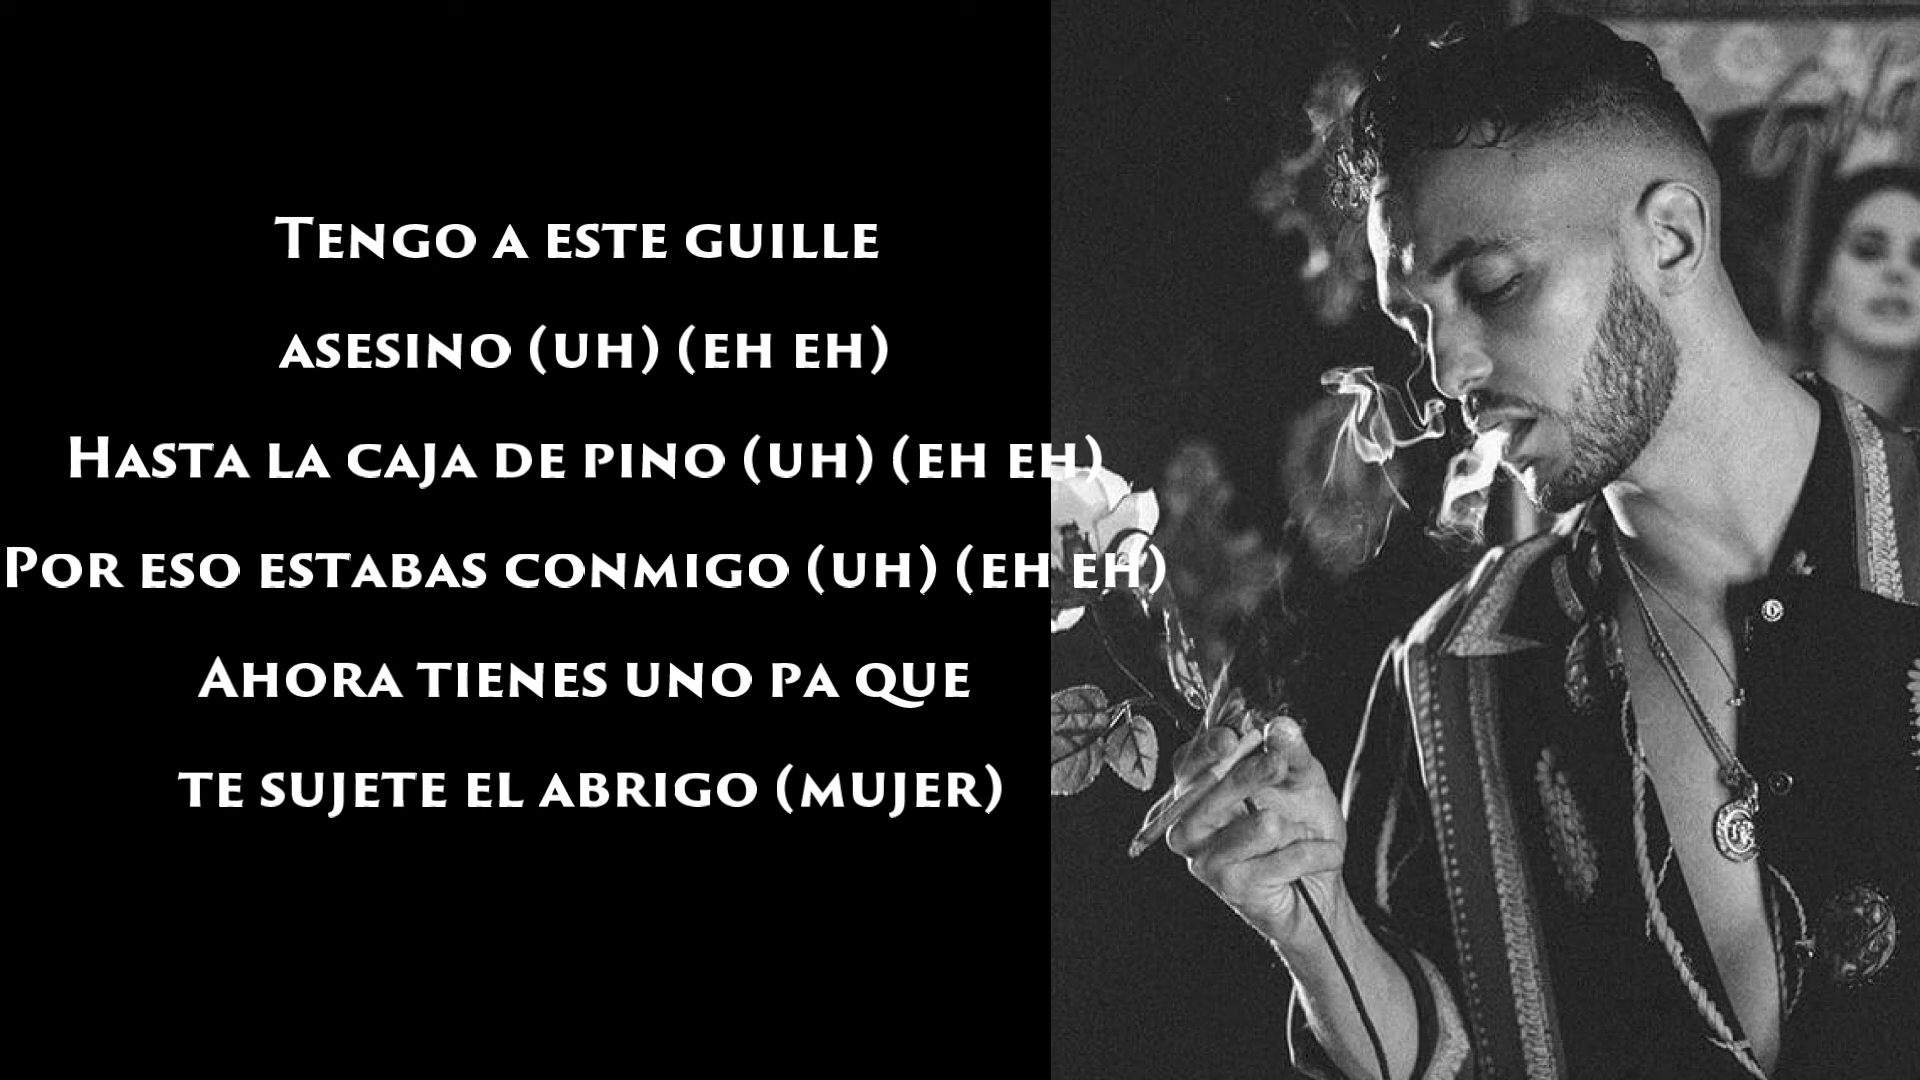 Tengo a este guille
asesino (uh) (eh eh)
Hasta la caja de pino (uh) (eh eh)
Por eso estabas conmigo (uh) (eh eh)
Ahora tienes uno pa que
te sujete el abrigo (mujer)